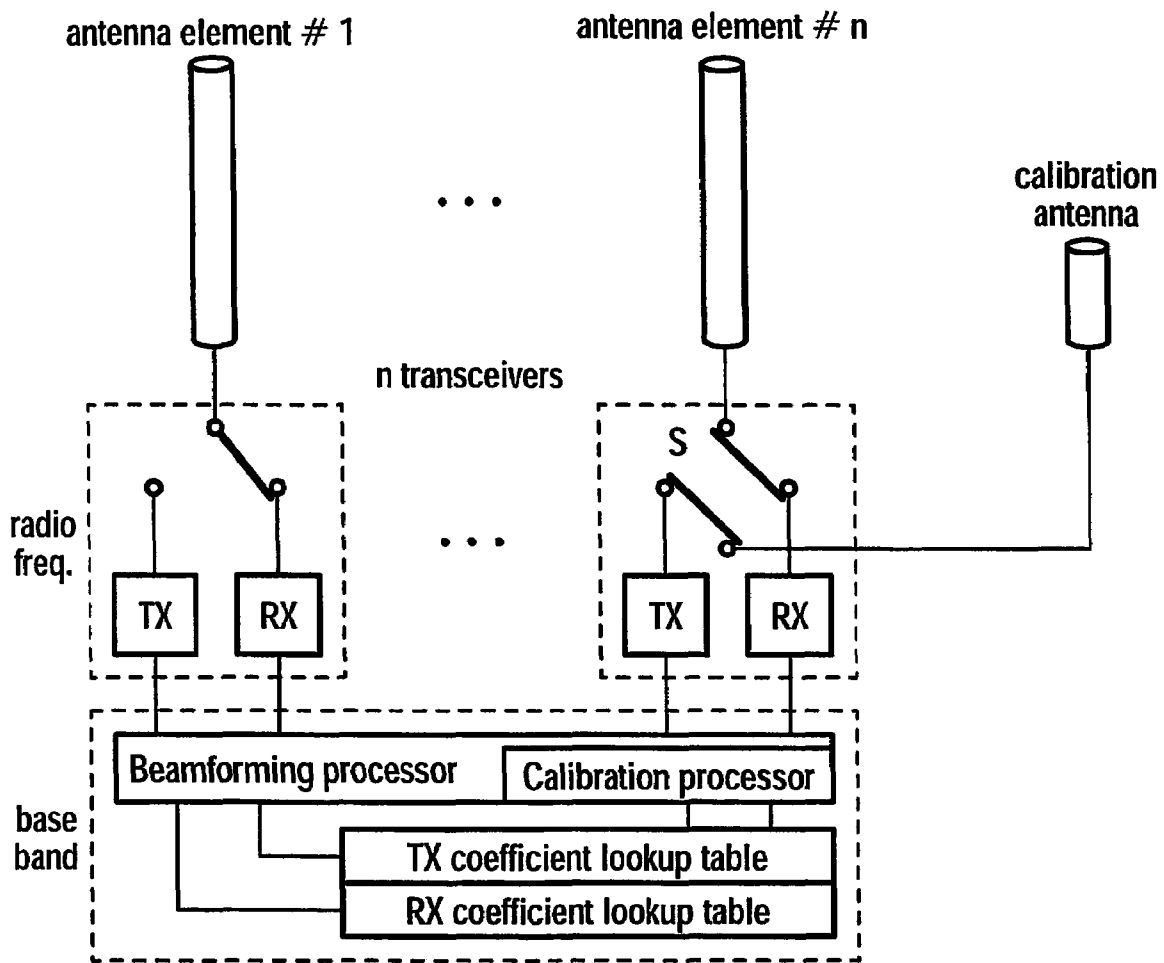 antenna element # 1
antenna element # n
calibration
antenna
n transceivers
S
radio
freq.
TX
RX
TX
RX
Beamforming processor
Calibration processor
base
band
TX coefficient lookup table
RX coefficient lookup table